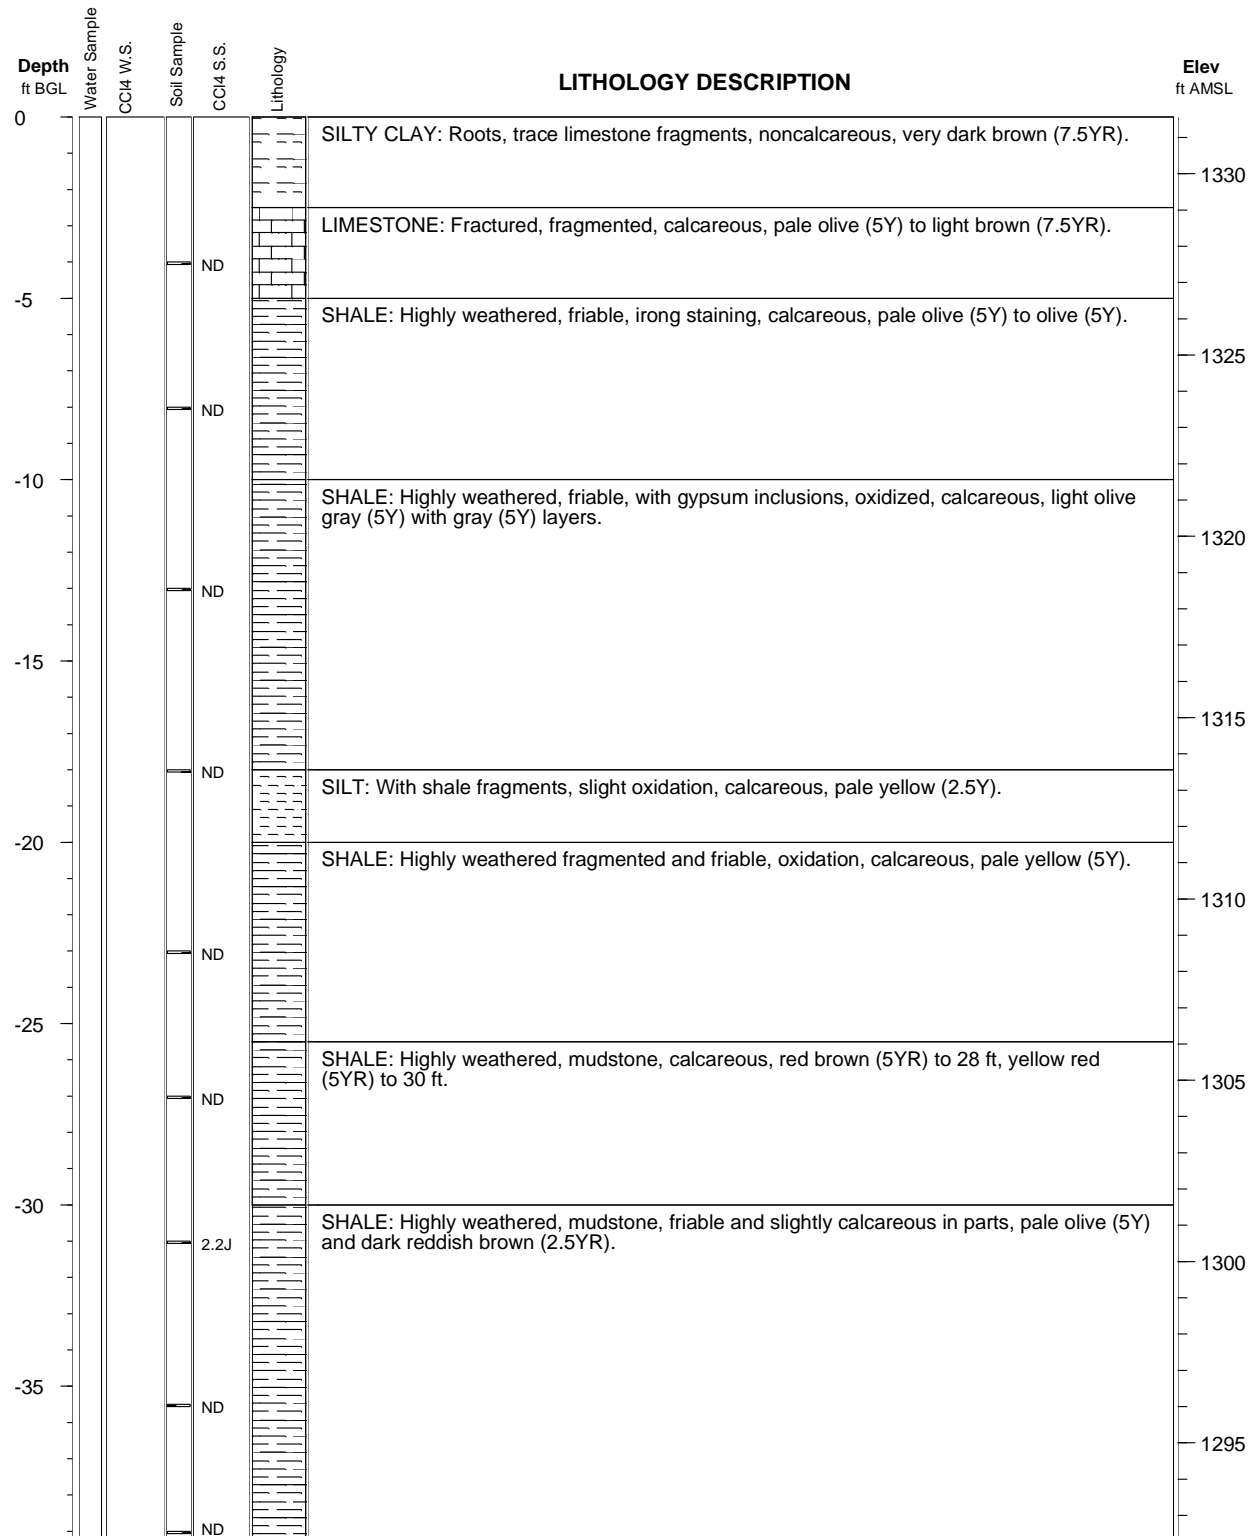 Depth
ft BGL
Water Sample
CCl4 W.S.
Soil Sample
CCl4 S.S.
Lithology
LITHOLOGY DESCRIPTION
Elev
ft AMSL
0
SILTY CLAY: Roots, trace limestone fragments, noncalcareous, very dark brown (7.5YR).
1330
LIMESTONE: Fractured, fragmented, calcareous, pale olive (5Y) to light brown (7.5YR).
ND
-5
SHALE: Highly weathered, friable, irong staining, calcareous, pale olive (5Y) to olive (5Y).
1325
ND
-10
SHALE: Highly weathered, friable, with gypsum inclusions, oxidized, calcareous, light olive
gray (5Y) with gray (5Y) layers.
1320
ND
-15
1315
ND
SILT: With shale fragments, slight oxidation, calcareous, pale yellow (2.5Y).
-20
SHALE: Highly weathered fragmented and friable, oxidation, calcareous, pale yellow (5Y).
1310
ND
-25
SHALE: Highly weathered, mudstone, calcareous, red brown (5YR) to 28 ft, yellow red
(5YR) to 30 ft.
1305
ND
-30
SHALE: Highly weathered, mudstone, friable and slightly calcareous in parts, pale olive (5Y)
and dark reddish brown (2.5YR).
2.2J
1300
-35
ND
1295
ND